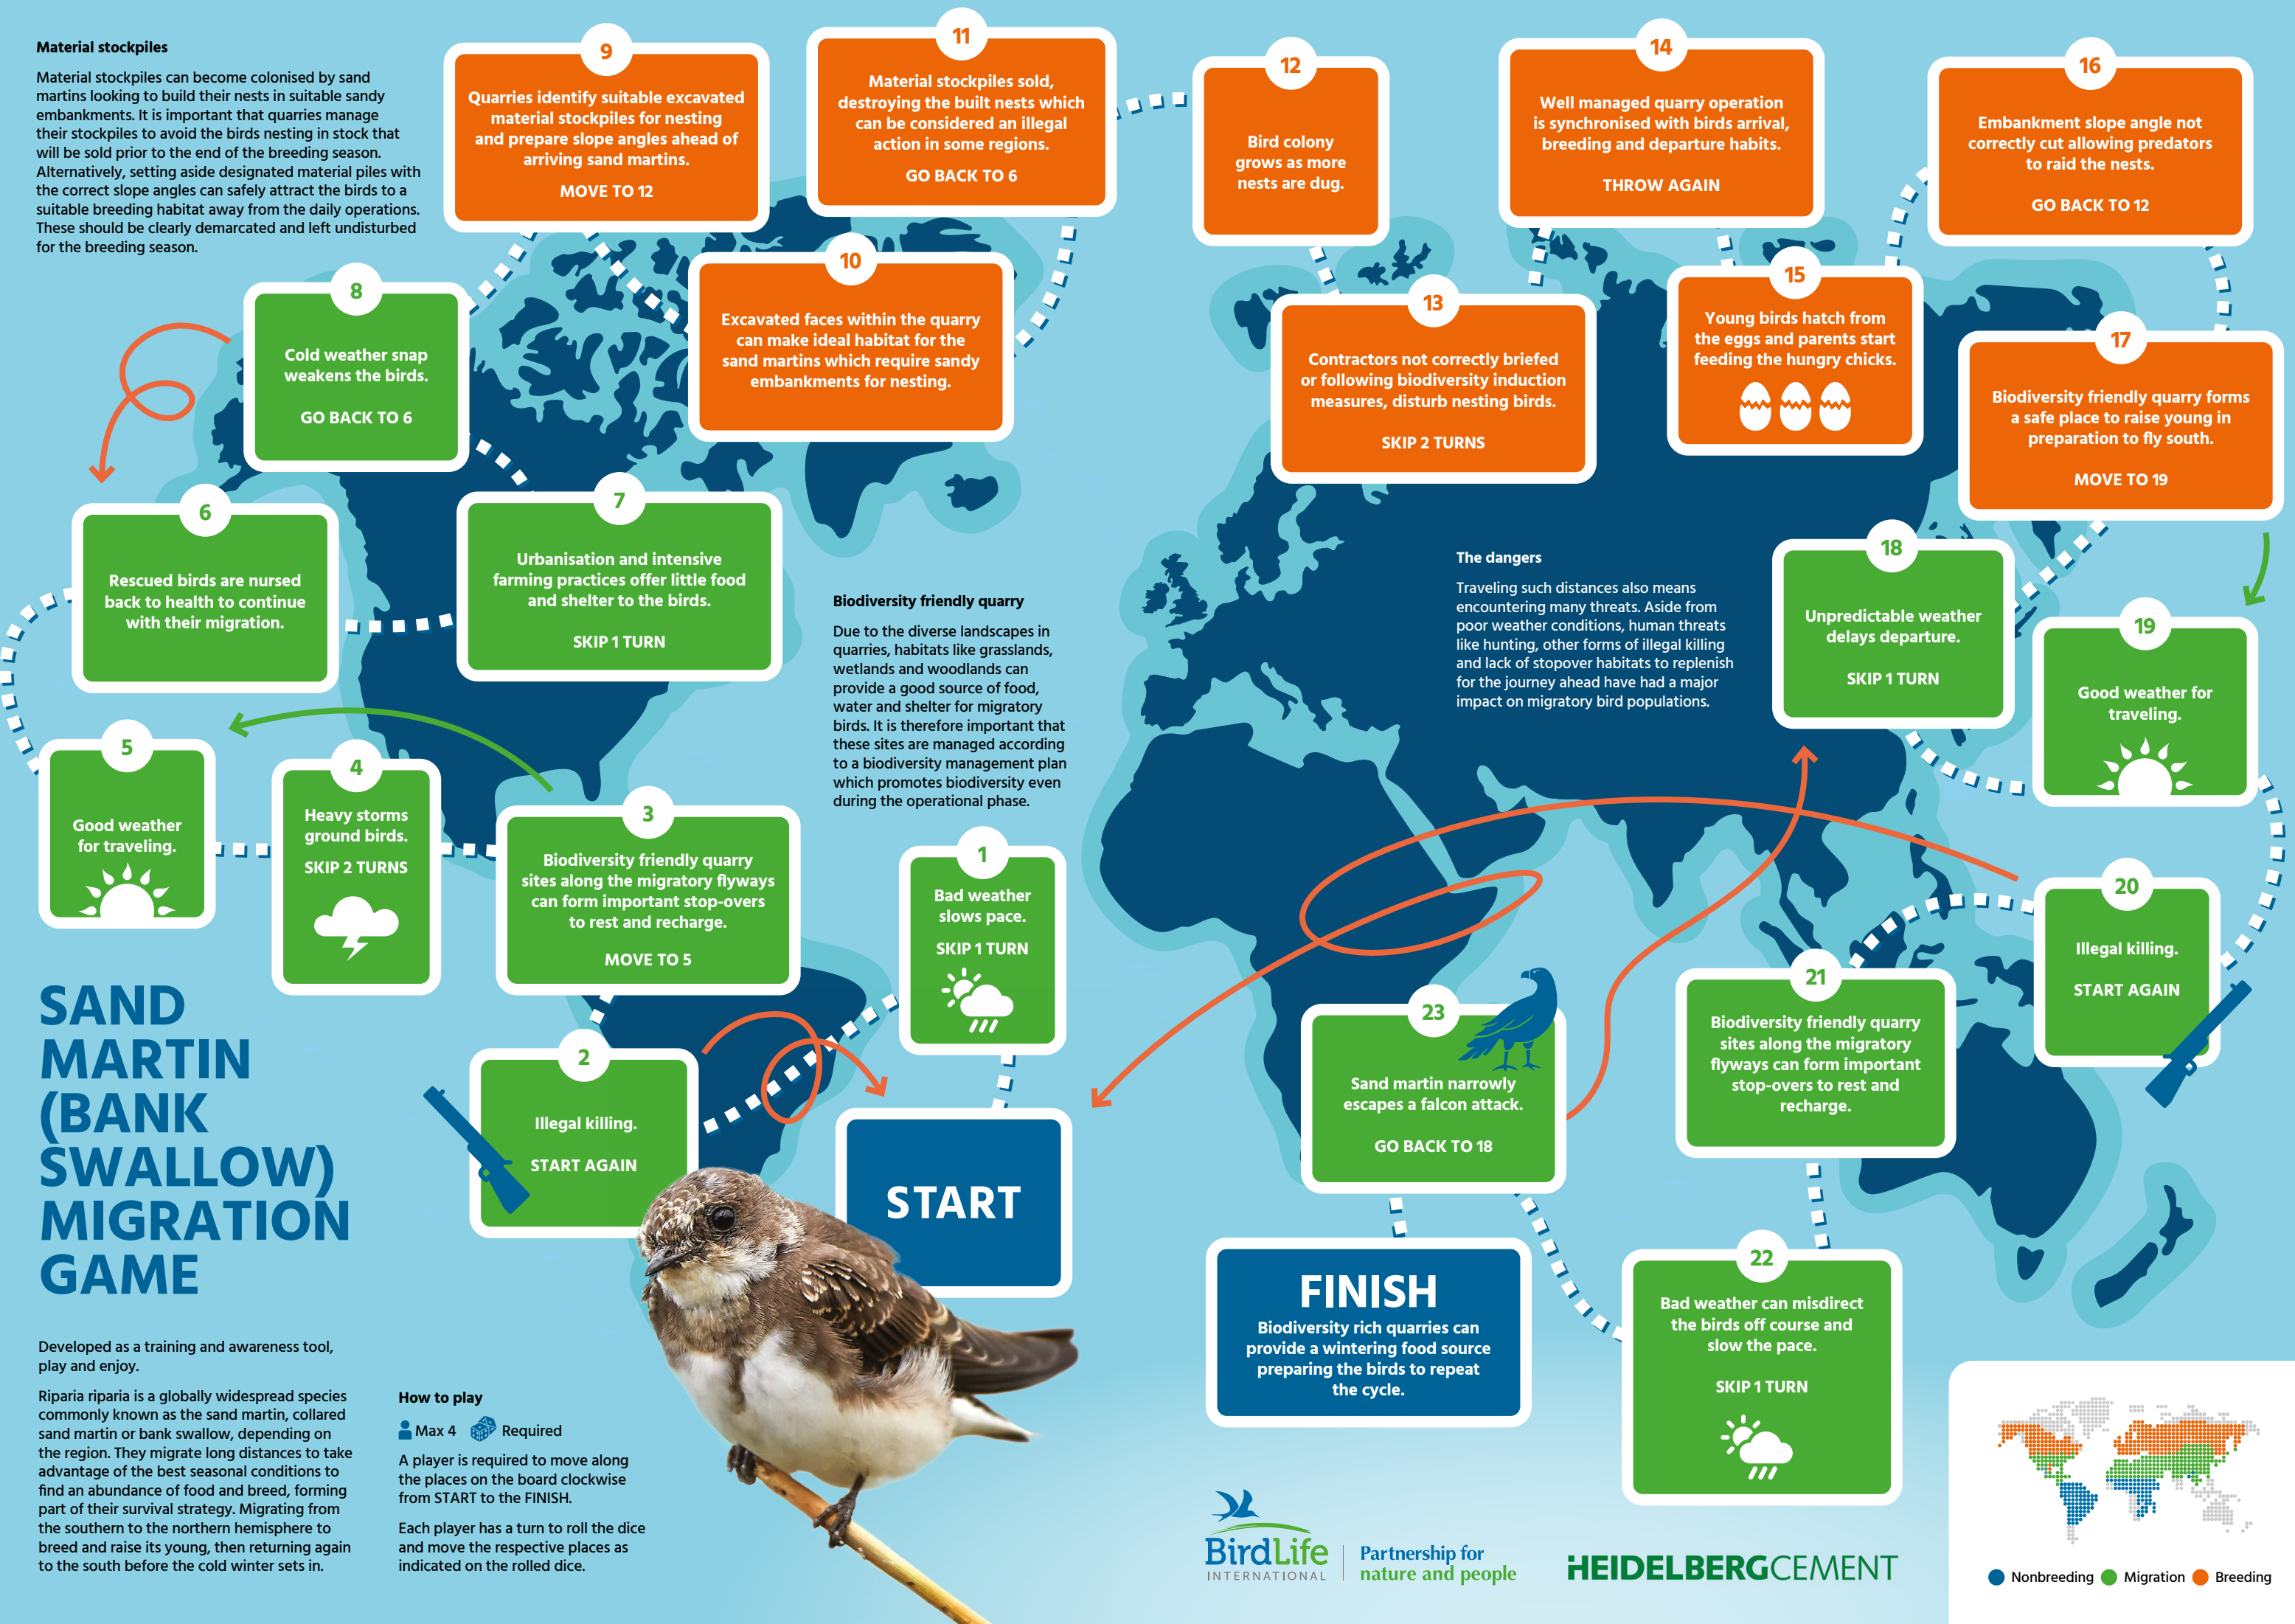 Material stockpiles
Material stockpiles can become colonised by sand
martins looking to build their nests in suitable sandy
embankments. It is important that quarries manage
their stockpiles to avoid the birds nesting in stock that
will be sold prior to the end of the breeding season.
Alternatively, setting aside designated material piles with
the correct slope angles can safely attract the birds to a
suitable breeding habitat away from the daily operations.
These should be clearly demarcated and left undisturbed
for the breeding season.
9
Quarries identify suitable excavated
material stockpiles for nesting
and prepare slope angles ahead of
arriving sand martins.
MOVE TO 12
11
Material stockpiles sold,
destroying the built nests which
can be considered an illegal
action in some regions.
GO BACK TO 6
12
Bird colony
grows as more
nests are dug.
14
Well managed quarry operation
is synchronised with birds arrival,
breeding and departure habits.
THROW AGAIN
16
Embankment slope angle not
correctly cut allowing predators
to raid the nests.
GO BACK TO 12
8
Cold weather snap
weakens the birds.
GO BACK TO 6
10
Excavated faces within the quarry
can make ideal habitat for the
sand martins which require sandy
embankments for nesting.
13
Contractors not correctly briefed
or following biodiversity induction
measures, disturb nesting birds.
SKIP 2 TURNS
15
Young birds hatch from
the eggs and parents start
feeding the hungry chicks.
17
Biodiversity friendly quarry forms
a safe place to raise young in
preparation to fly south.
MOVE TO 19
6
Rescued birds are nursed
back to health to continue
with their migration.
7
Urbanisation and intensive
farming practices offer little food
and shelter to the birds.
SKIP 1 TURN
Biodiversity friendly quarry
Due to the diverse landscapes in
quarries, habitats like grasslands,
wetlands and woodlands can
provide a good source of food,
water and shelter for migratory
birds. It is therefore important that
these sites are managed according
to a biodiversity management plan
which promotes biodiversity even
during the operational phase.
The dangers
Traveling such distances also means
encountering many threats. Aside from
poor weather conditions, human threats
like hunting, other forms of illegal killing
and lack of stopover habitats to replenish
for the journey ahead have had a major
impact on migratory bird populations.
18
Unpredictable weather
delays departure.
SKIP 1 TURN
19
Good weather for
traveling.
5
Good weather
for traveling.
4
Heavy storms
ground birds.
SKIP 2 TURNS
3
Biodiversity friendly quarry
sites along the migratory flyways
can form important stop-overs
to rest and recharge.
MOVE TO 5
1
Bad weather
slows pace.
SKIP 1 TURN
20
Illegal killing.
START AGAIN
21
Biodiversity friendly quarry
sites along the migratory
flyways can form important
stop-overs to rest and
recharge.
23
Sand martin narrowly
escapes a falcon attack.
GO BACK TO 18
2
Illegal killing.
START AGAIN
START
FINISH
Biodiversity rich quarries can
provide a wintering food source
preparing the birds to repeat
the cycle.
22
Bad weather can misdirect
the birds off course and
slow the pace.
SKIP 1 TURN
SAND
MARTIN
(BANK
SWALLOW)
MIGRATION
GAME
Developed as a training and awareness tool,
play and enjoy.
Riparia riparia is a globally widespread species
commonly known as the sand martin, collared
sand martin or bank swallow, depending on
the region. They migrate long distances to take
advantage of the best seasonal conditions to
find an abundance of food and breed, forming
part of their survival strategy. Migrating from
the southern to the northern hemisphere to
breed and raise its young, then returning again
to the south before the cold winter sets in.
How to play
Max 4 Required
A player is required to move along
the places on the board clockwise
from START to the FINISH.
Each player has a turn to roll the dice
and move the respective places as
indicated on the rolled dice.
BirdLife
INTERNATIONAL
Partnership for
nature and people
HEIDELBERGCEMENT
Nonbreeding Migration Breeding